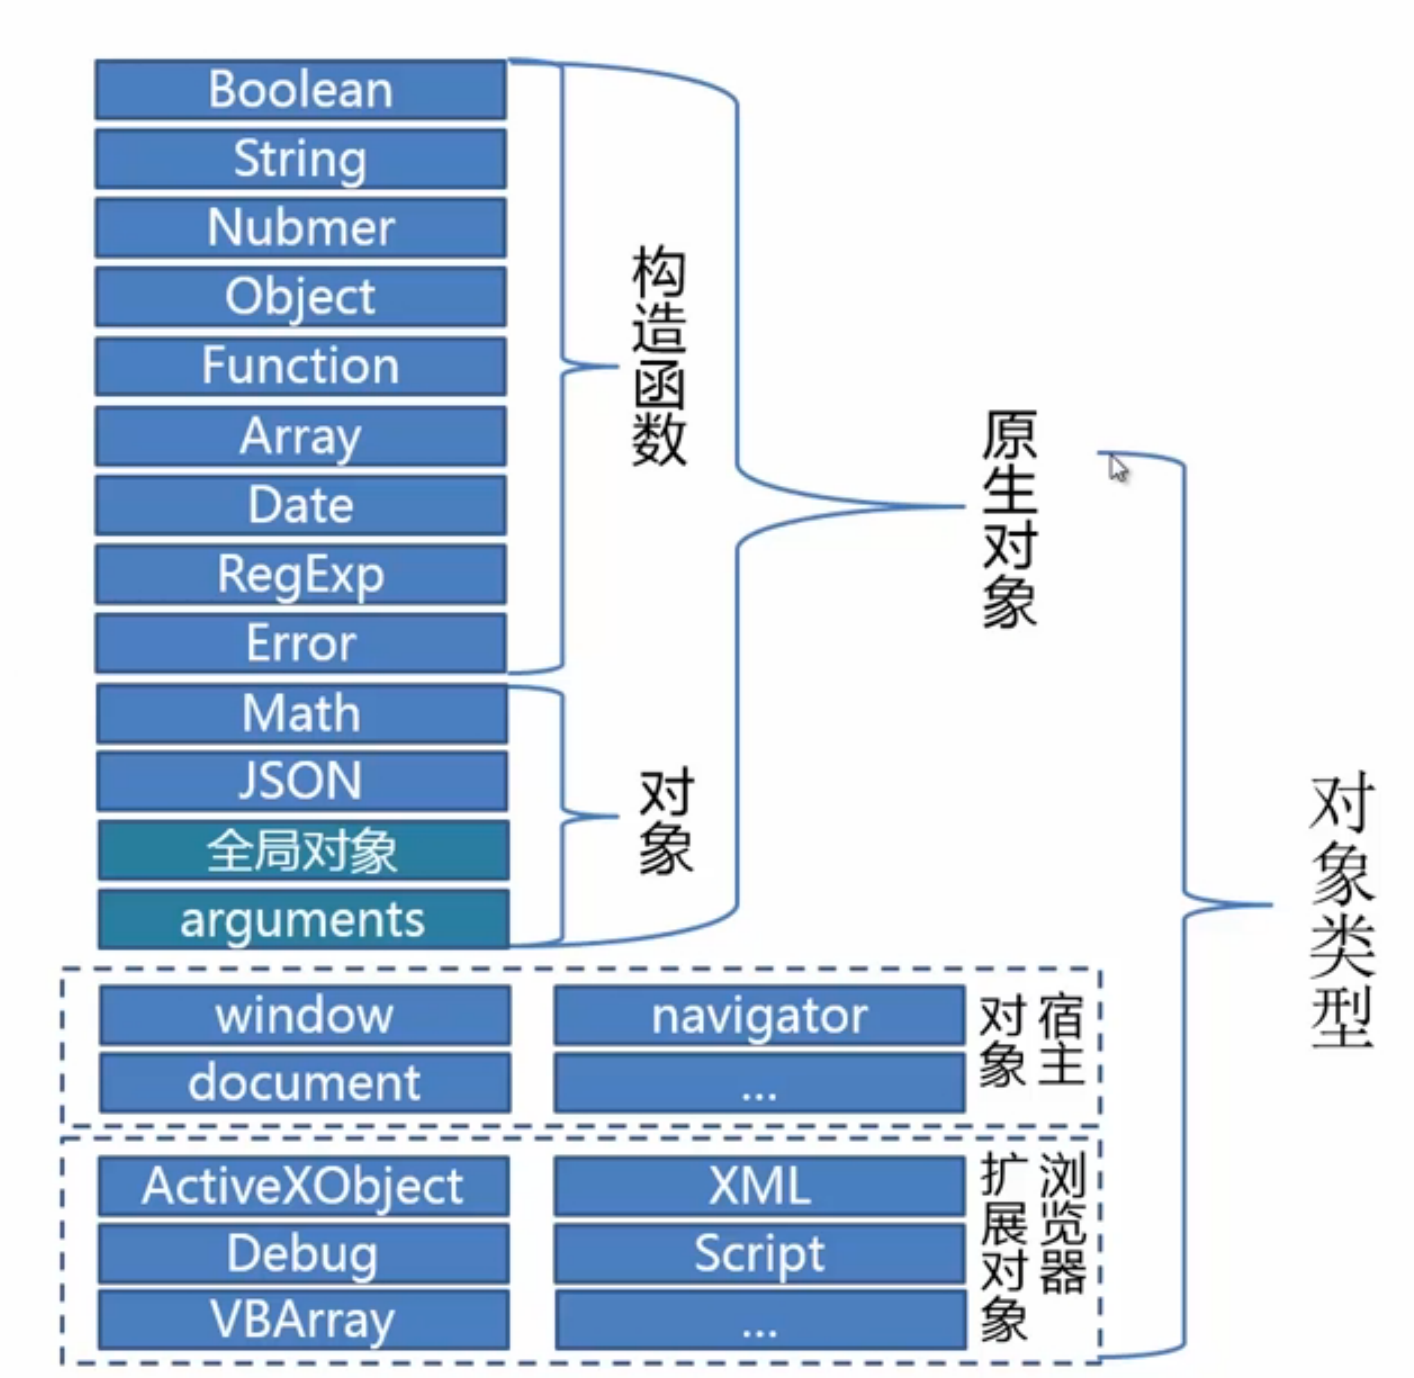 Boolean
String
Nubmer
Object
Function
Array
Date
RegExp
Error
构造函数
Math
JSON
全局对象
arguments
对象
原生对象
window
navigator
document
...
宿主
对象
ActiveXObject
XML
Debug
Script
VBArray
...
浏览器
扩展对象
对象类型